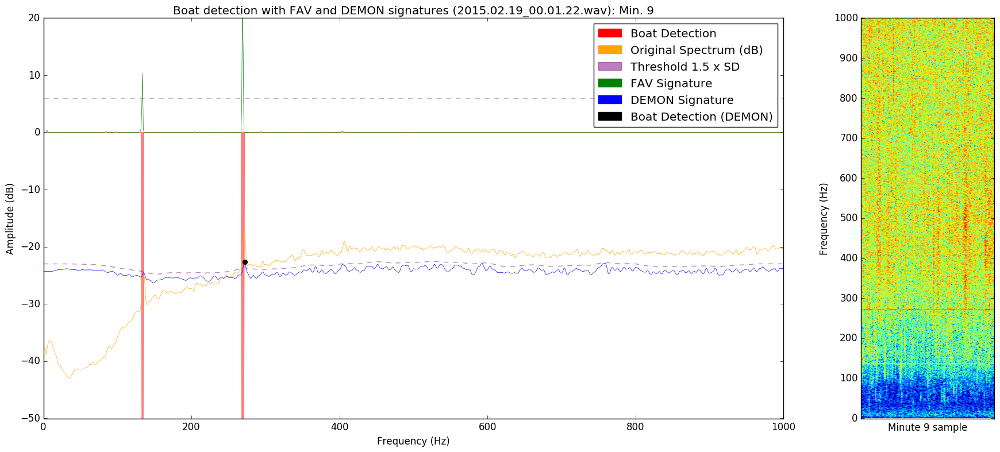 Boat detection with FAV and DEMON signatures (2015.02.19_00.01.22.wav): Min. 9
Boat Detection
Original Spectrum (dB)
Threshold 1.5 x SD
FAV Signature
DEMON Signature
Boat Detection (DEMON)
Amplitude (dB)
20
10
0
−10
−20
−30
−40
−50
0
200
400
600
800
1000
Frequency (Hz)
Frequency (Hz)
1000
900
800
700
600
500
400
300
200
100
0
Minute 9 sample